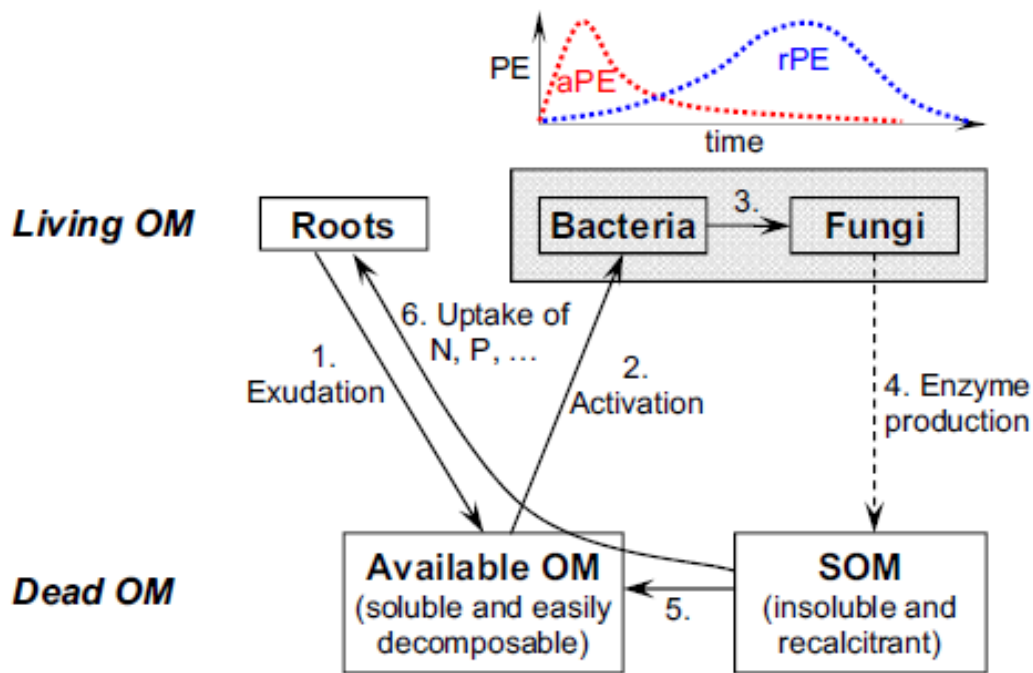 PE
aPE
rPE
time
Living OM
Roots
Bacteria
3.
Fungi
6. Uptake of
N, P, ...
1.
Exudation
2.
Activation
4. Enzyme
production
Dead OM
Available OM
(soluble and easily
decomposable)
5.
SOM
(insoluble and
recalcitrant)